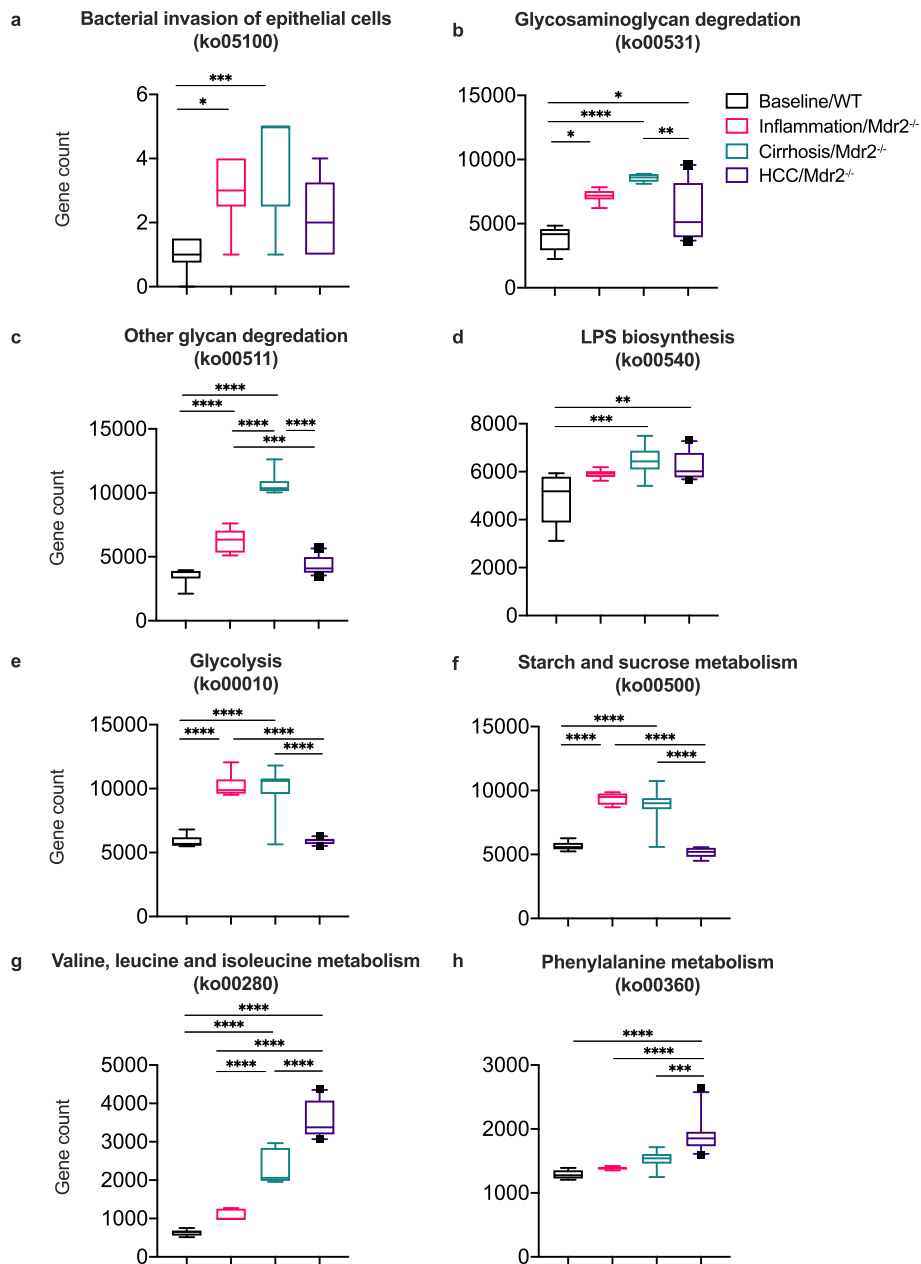 a
Bacterial invasion of epithelial cells
(ko05100)
***
*
6
4
2
0
Gene count
b
Glycosaminoglycan degredation
(ko00531)
*
****
*
**
15000
10000
5000
0
Baseline/WT
Inflammation/Mdr2-/-
Cirrhosis/Mdr2-/-
HCC/Mdr2-/-
c
Other glycan degredation
(ko00511)
****
****
**** ****
***
15000
10000
5000
0
Gene count
d
LPS biosynthesis
(ko00540)
**
***
8000
6000
4000
2000
0
e
Glycolysis
(ko00010)
****
**** ****
****
15000
10000
5000
0
Gene count
f
Starch and sucrose metabolism
(ko00500)
****
**** ****
****
15000
10000
5000
0
g
Valine, leucine and isoleucine metabolism
(ko00280)
****
****
****
**** ****
5000
4000
3000
2000
1000
0
Gene count
h
Phenylalanine metabolism
(ko00360)
****
****
***
3000
2000
1000
0